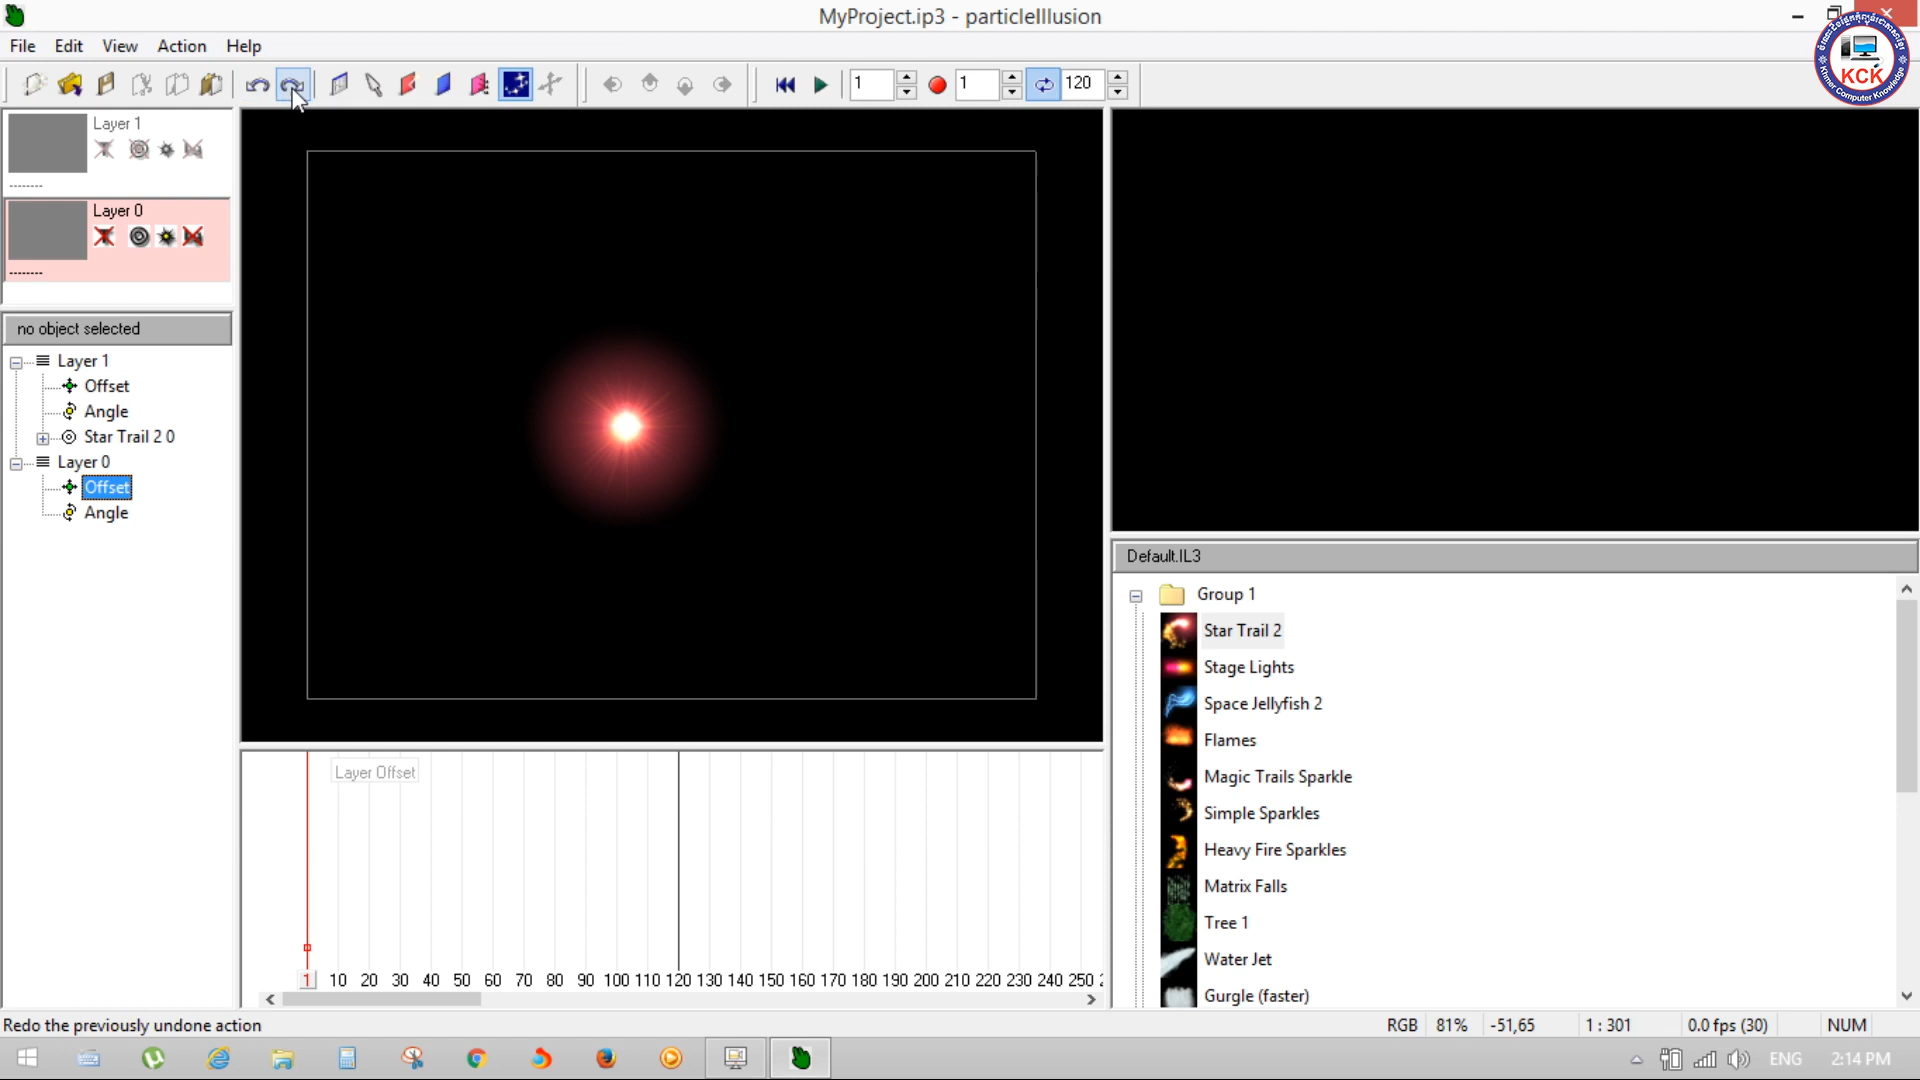 MyProject.ip3 - particleIllusion
File Edit View Action Help
1 1 120
KCK
Khmer Computer Knowledge
Layer 1
--------
Layer 0
--------
no object selected
Layer 1
Offset
Angle
Star Trail 2 0
Layer 0
Offset
Angle
Layer Offset
1 10 20 30 40 50 60 70 80 90 100 110 120 130 140 150 160 170 180 190 200 210 220 230 240 250
Default.IL3
Group 1
Star Trail 2
Stage Lights
Space Jellyfish 2
Flames
Magic Trails Sparkle
Simple Sparkles
Heavy Fire Sparkles
Matrix Falls
Tree 1
Water Jet
Gurgle (faster)
Redo the previously undone action
RGB 81% -51,65 1 : 301 0.0 fps (30) NUM
ENG 2:14 PM